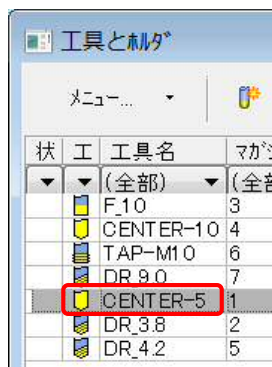 工具とﾎﾙﾀﾞ
ﾒﾆｭｰ...
状 工 工具名 ﾏｶﾞｼ
(全部) (全部
F_10 3
CENTER-10 4
TAP-M10 6
DR_9.0 7
CENTER-5 1
DR_3.8 2
DR_4.2 5